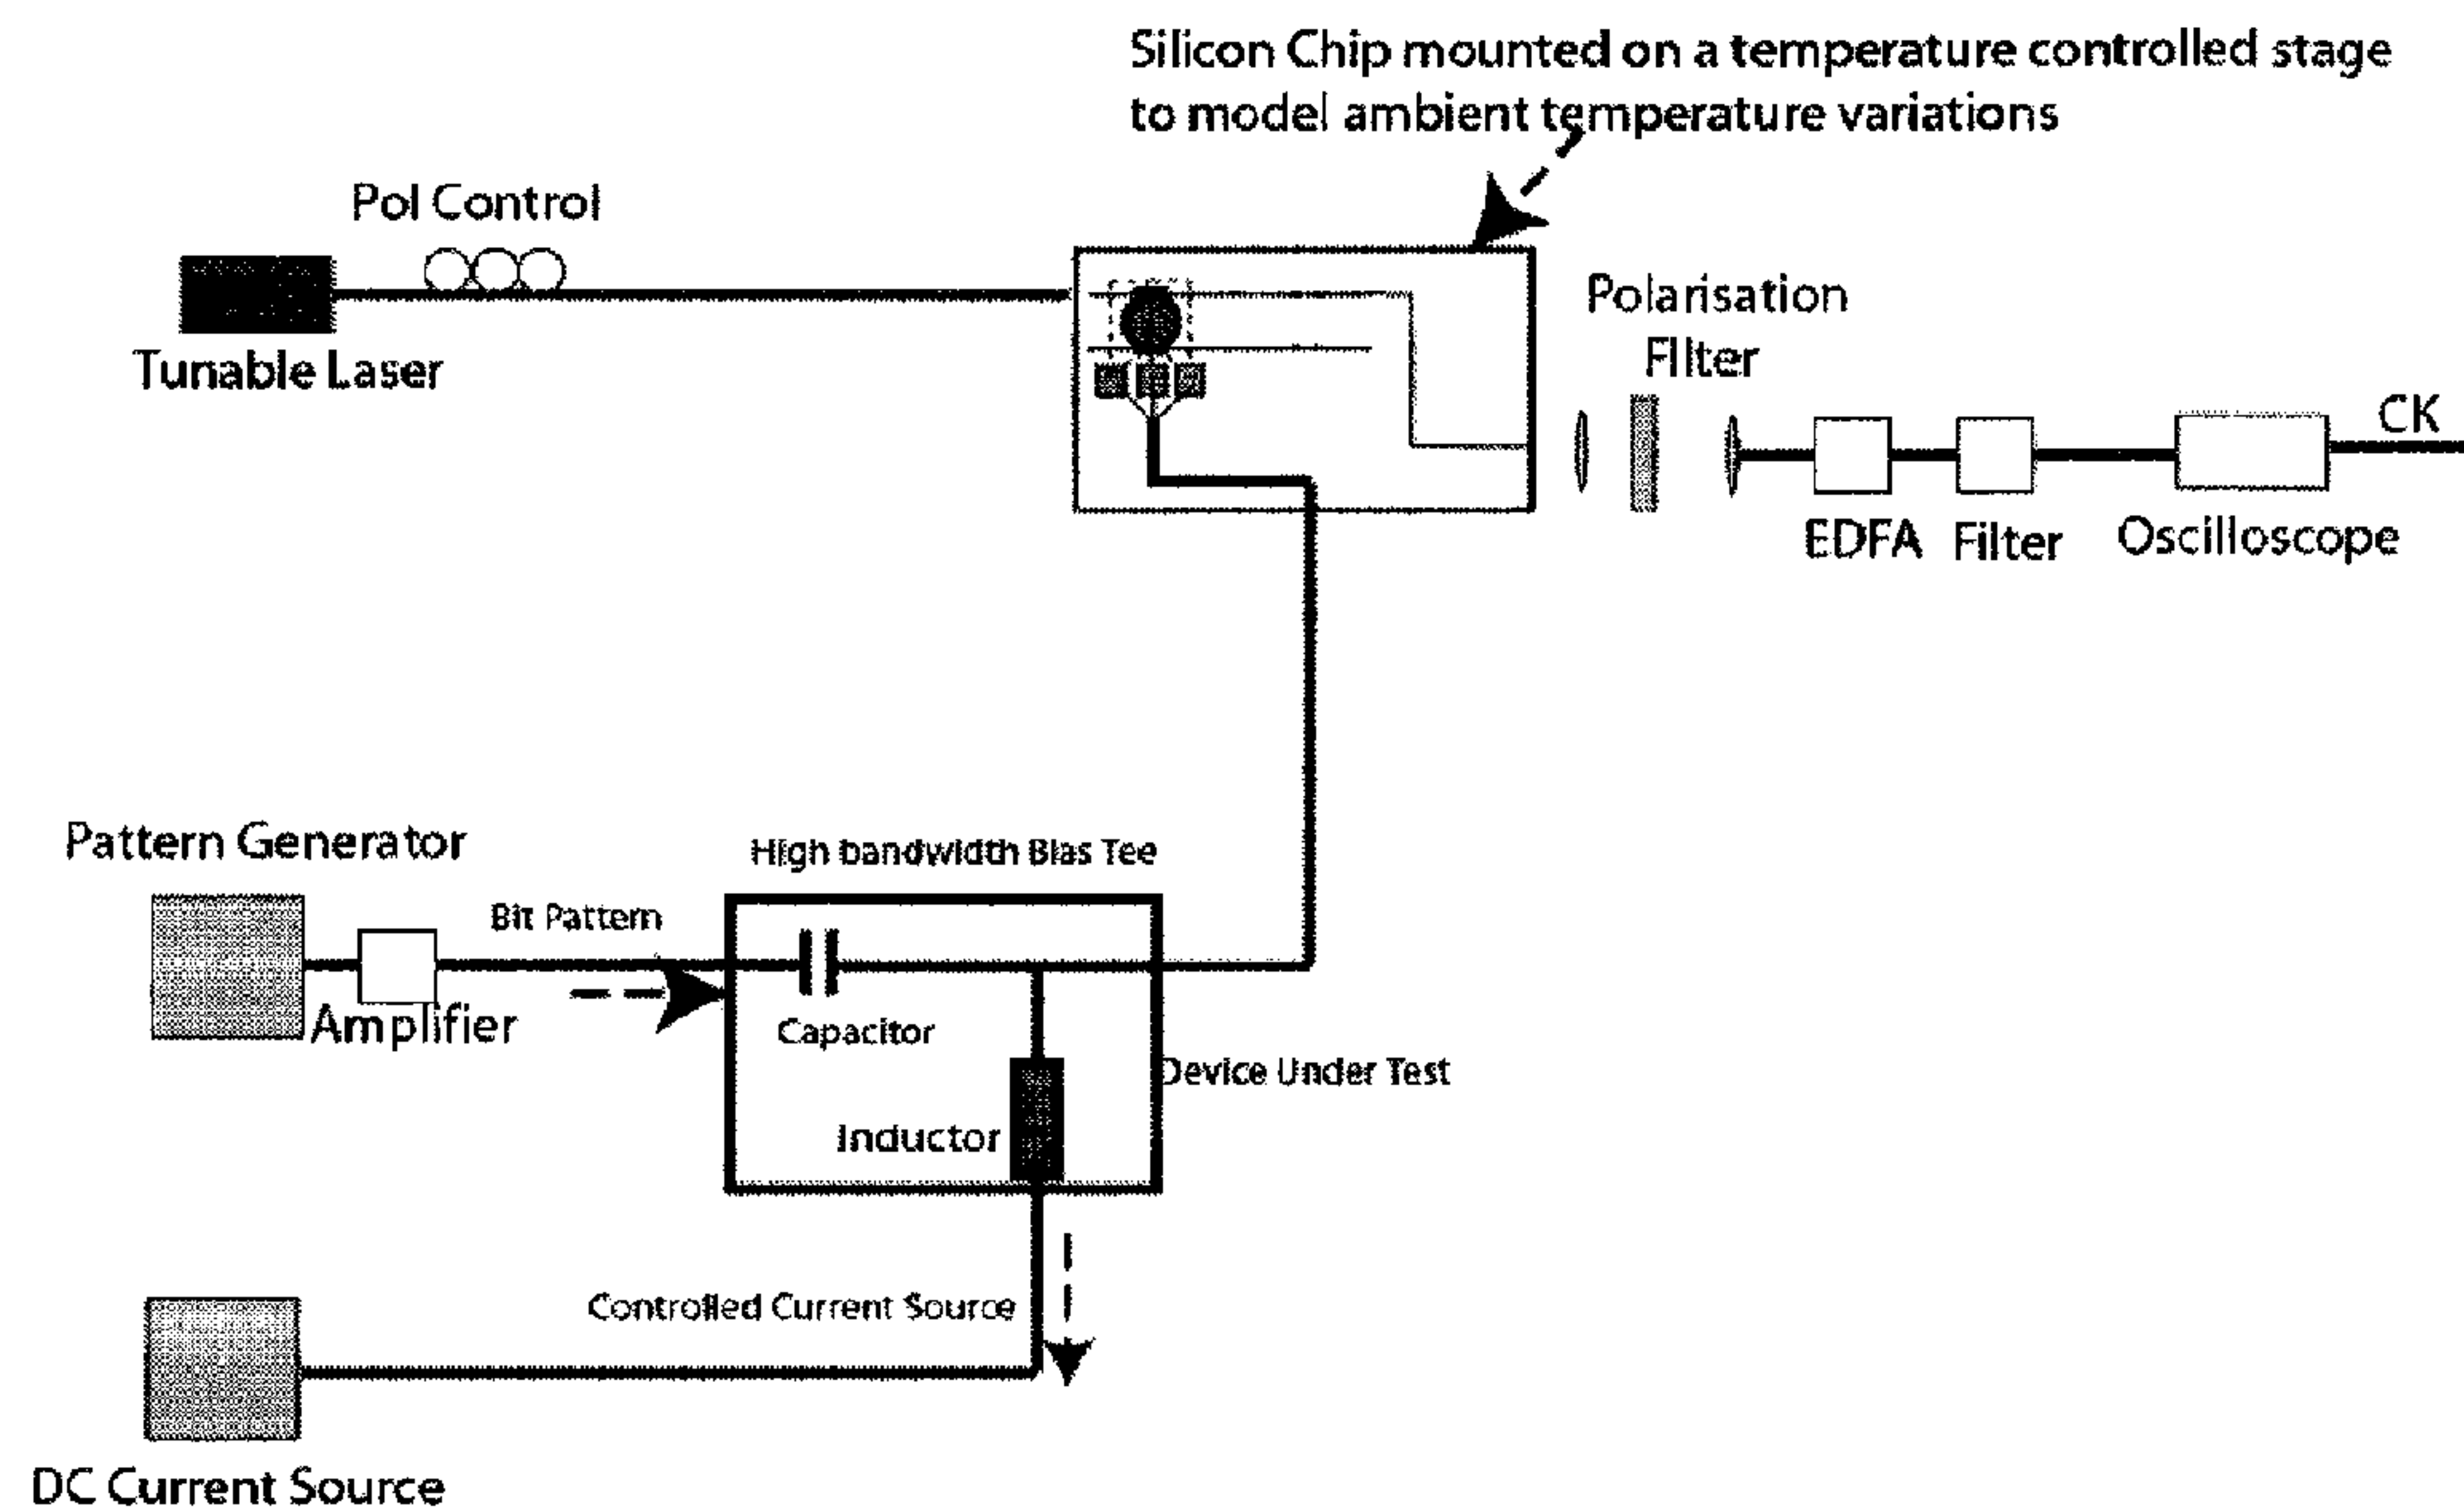 Silicon Chip mounted on a temperature controlled stage
to model ambient temperature variations
Pol Control
Tunable Laser
Polarisation
Filter
CK
EDFA
Filter
Oscilloscope
Pattern Generator
High bandwidth Bias Tee
Bit Pattern
Amplifier
Capacitor
Device Under Test
Inductor
Controlled Current Source
DC Current Source